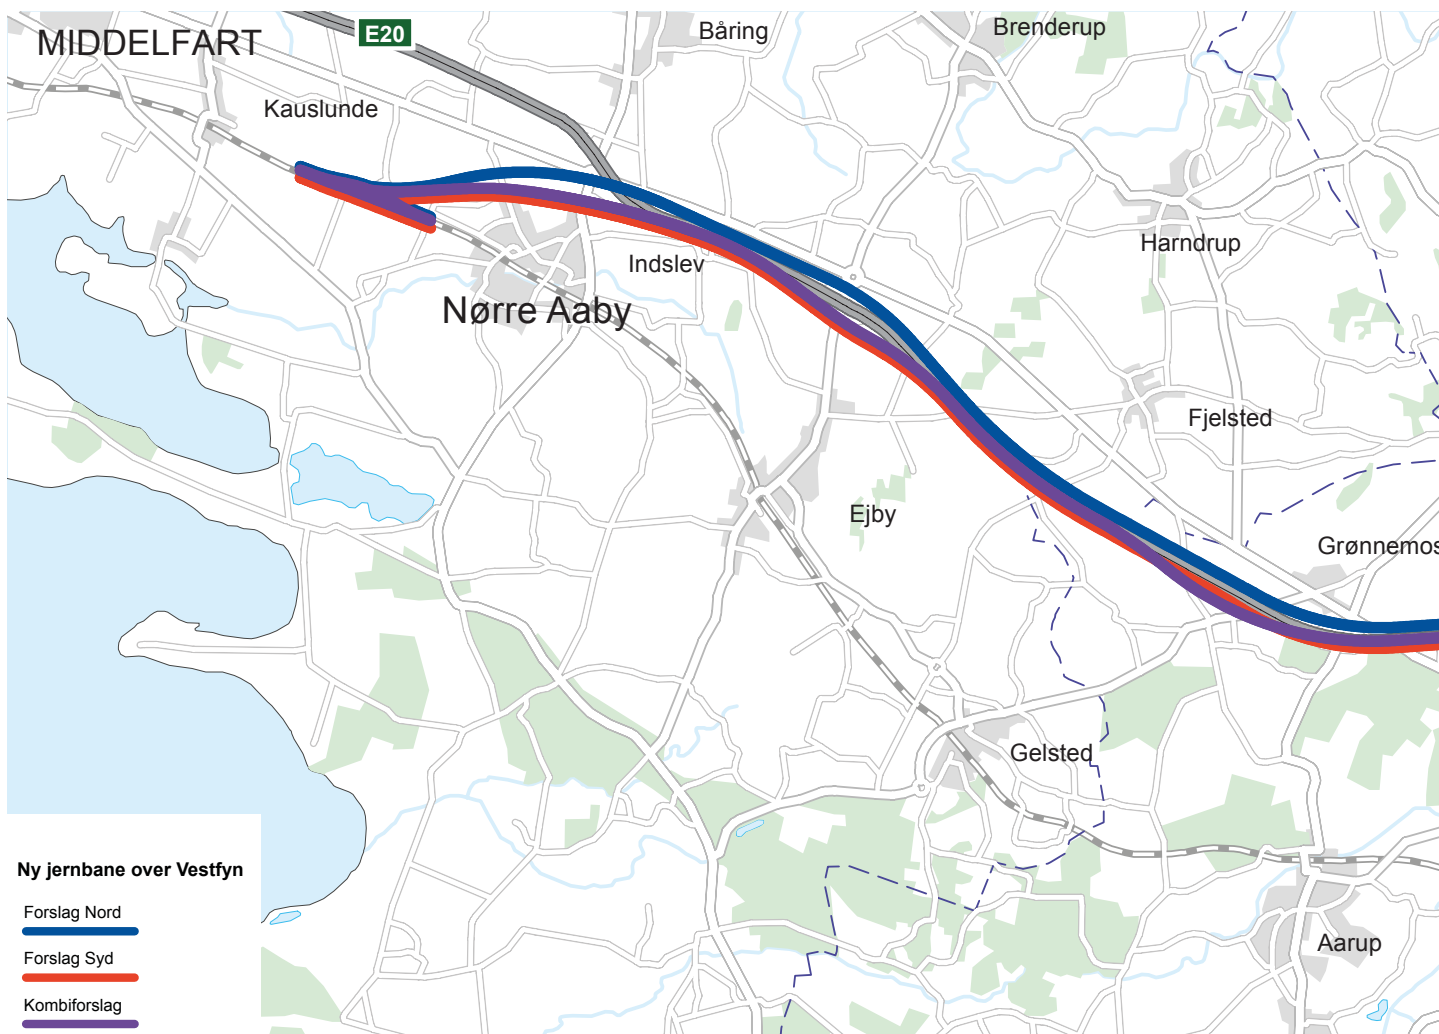 MIDDELFART
E20
Båring
Brenderup
Kauslunde
Harndrup
Indslev
Nørre Aaby
Fjelsted
Ejby
Grønnemos
Gelsted
Aarup
Ny jernbane over Vestfyn
Forslag Nord
Forslag Syd
Kombiforslag